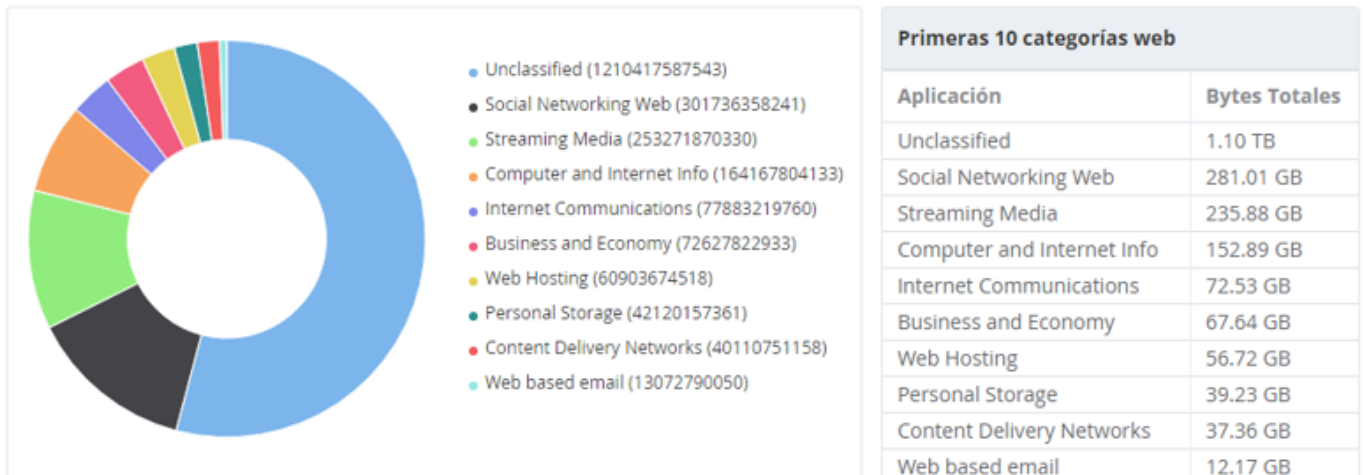 Unclassified (1210417587543)
Social Networking Web (301736358241)
Streaming Media (253271870330)
Computer and Internet Info (164167804133)
Internet Communications (77883219760)
Business and Economy (72627822933)
Web Hosting (60903674518)
Personal Storage (42120157361)
Content Delivery Networks (40110751158)
Web based email (13072790050)
Primeras 10 categorías web
Aplicación Bytes Totales
Unclassified 1.10 TB
Social Networking Web 281.01 GB
Streaming Media 235.88 GB
Computer and Internet Info 152.89 GB
Internet Communications 72.53 GB
Business and Economy 67.64 GB
Web Hosting 56.72 GB
Personal Storage 39.23 GB
Content Delivery Networks 37.36 GB
Web based email 12.17 GB